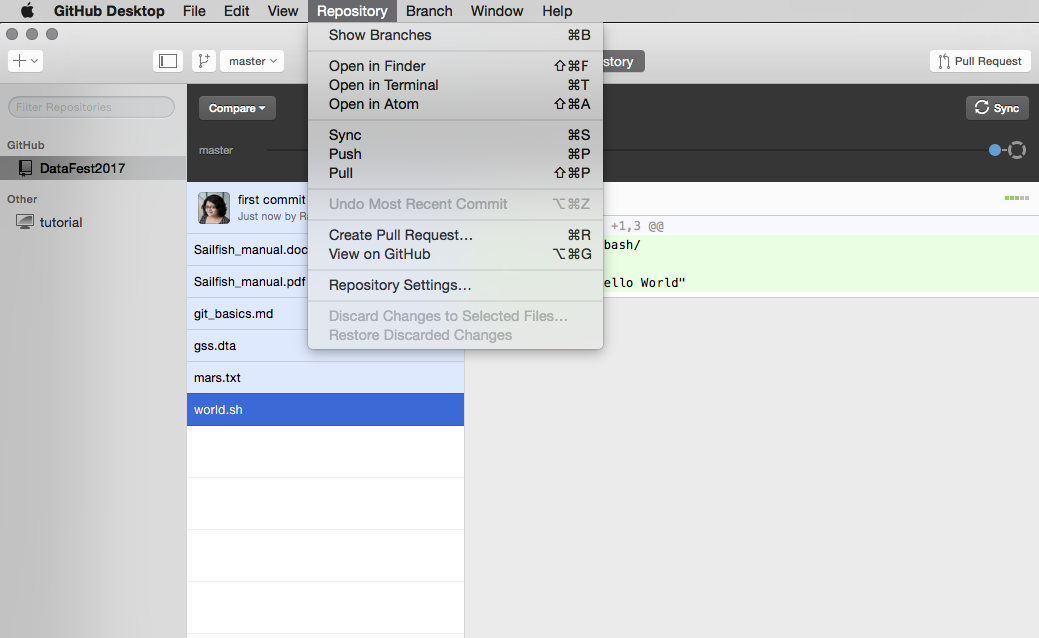 GitHub Desktop File Edit View Repository Branch Window Help
master
story
Pull Request
Filter Repositories
GitHub
DataFest2017
Other
tutorial
Compare
Sync
master
first commit
Just now by
Sailfish_manual.doc
Sailfish_manual.pdf
git_basics.md
gss.dta
mars.txt
world.sh
Show Branches ⌘B
Open in Finder ⇧⌘F
Open in Terminal ⌘T
Open in Atom ⇧⌘A
Sync ⌘S
Push ⌘P
Pull ⇧⌘P
Undo Most Recent Commit ⌥⌘Z
Create Pull Request… ⌘R
View on GitHub ⌥⌘G
Repository Settings…
Discard Changes to Selected Files…
Restore Discarded Changes
+1,3 @@
bash/
ello World"